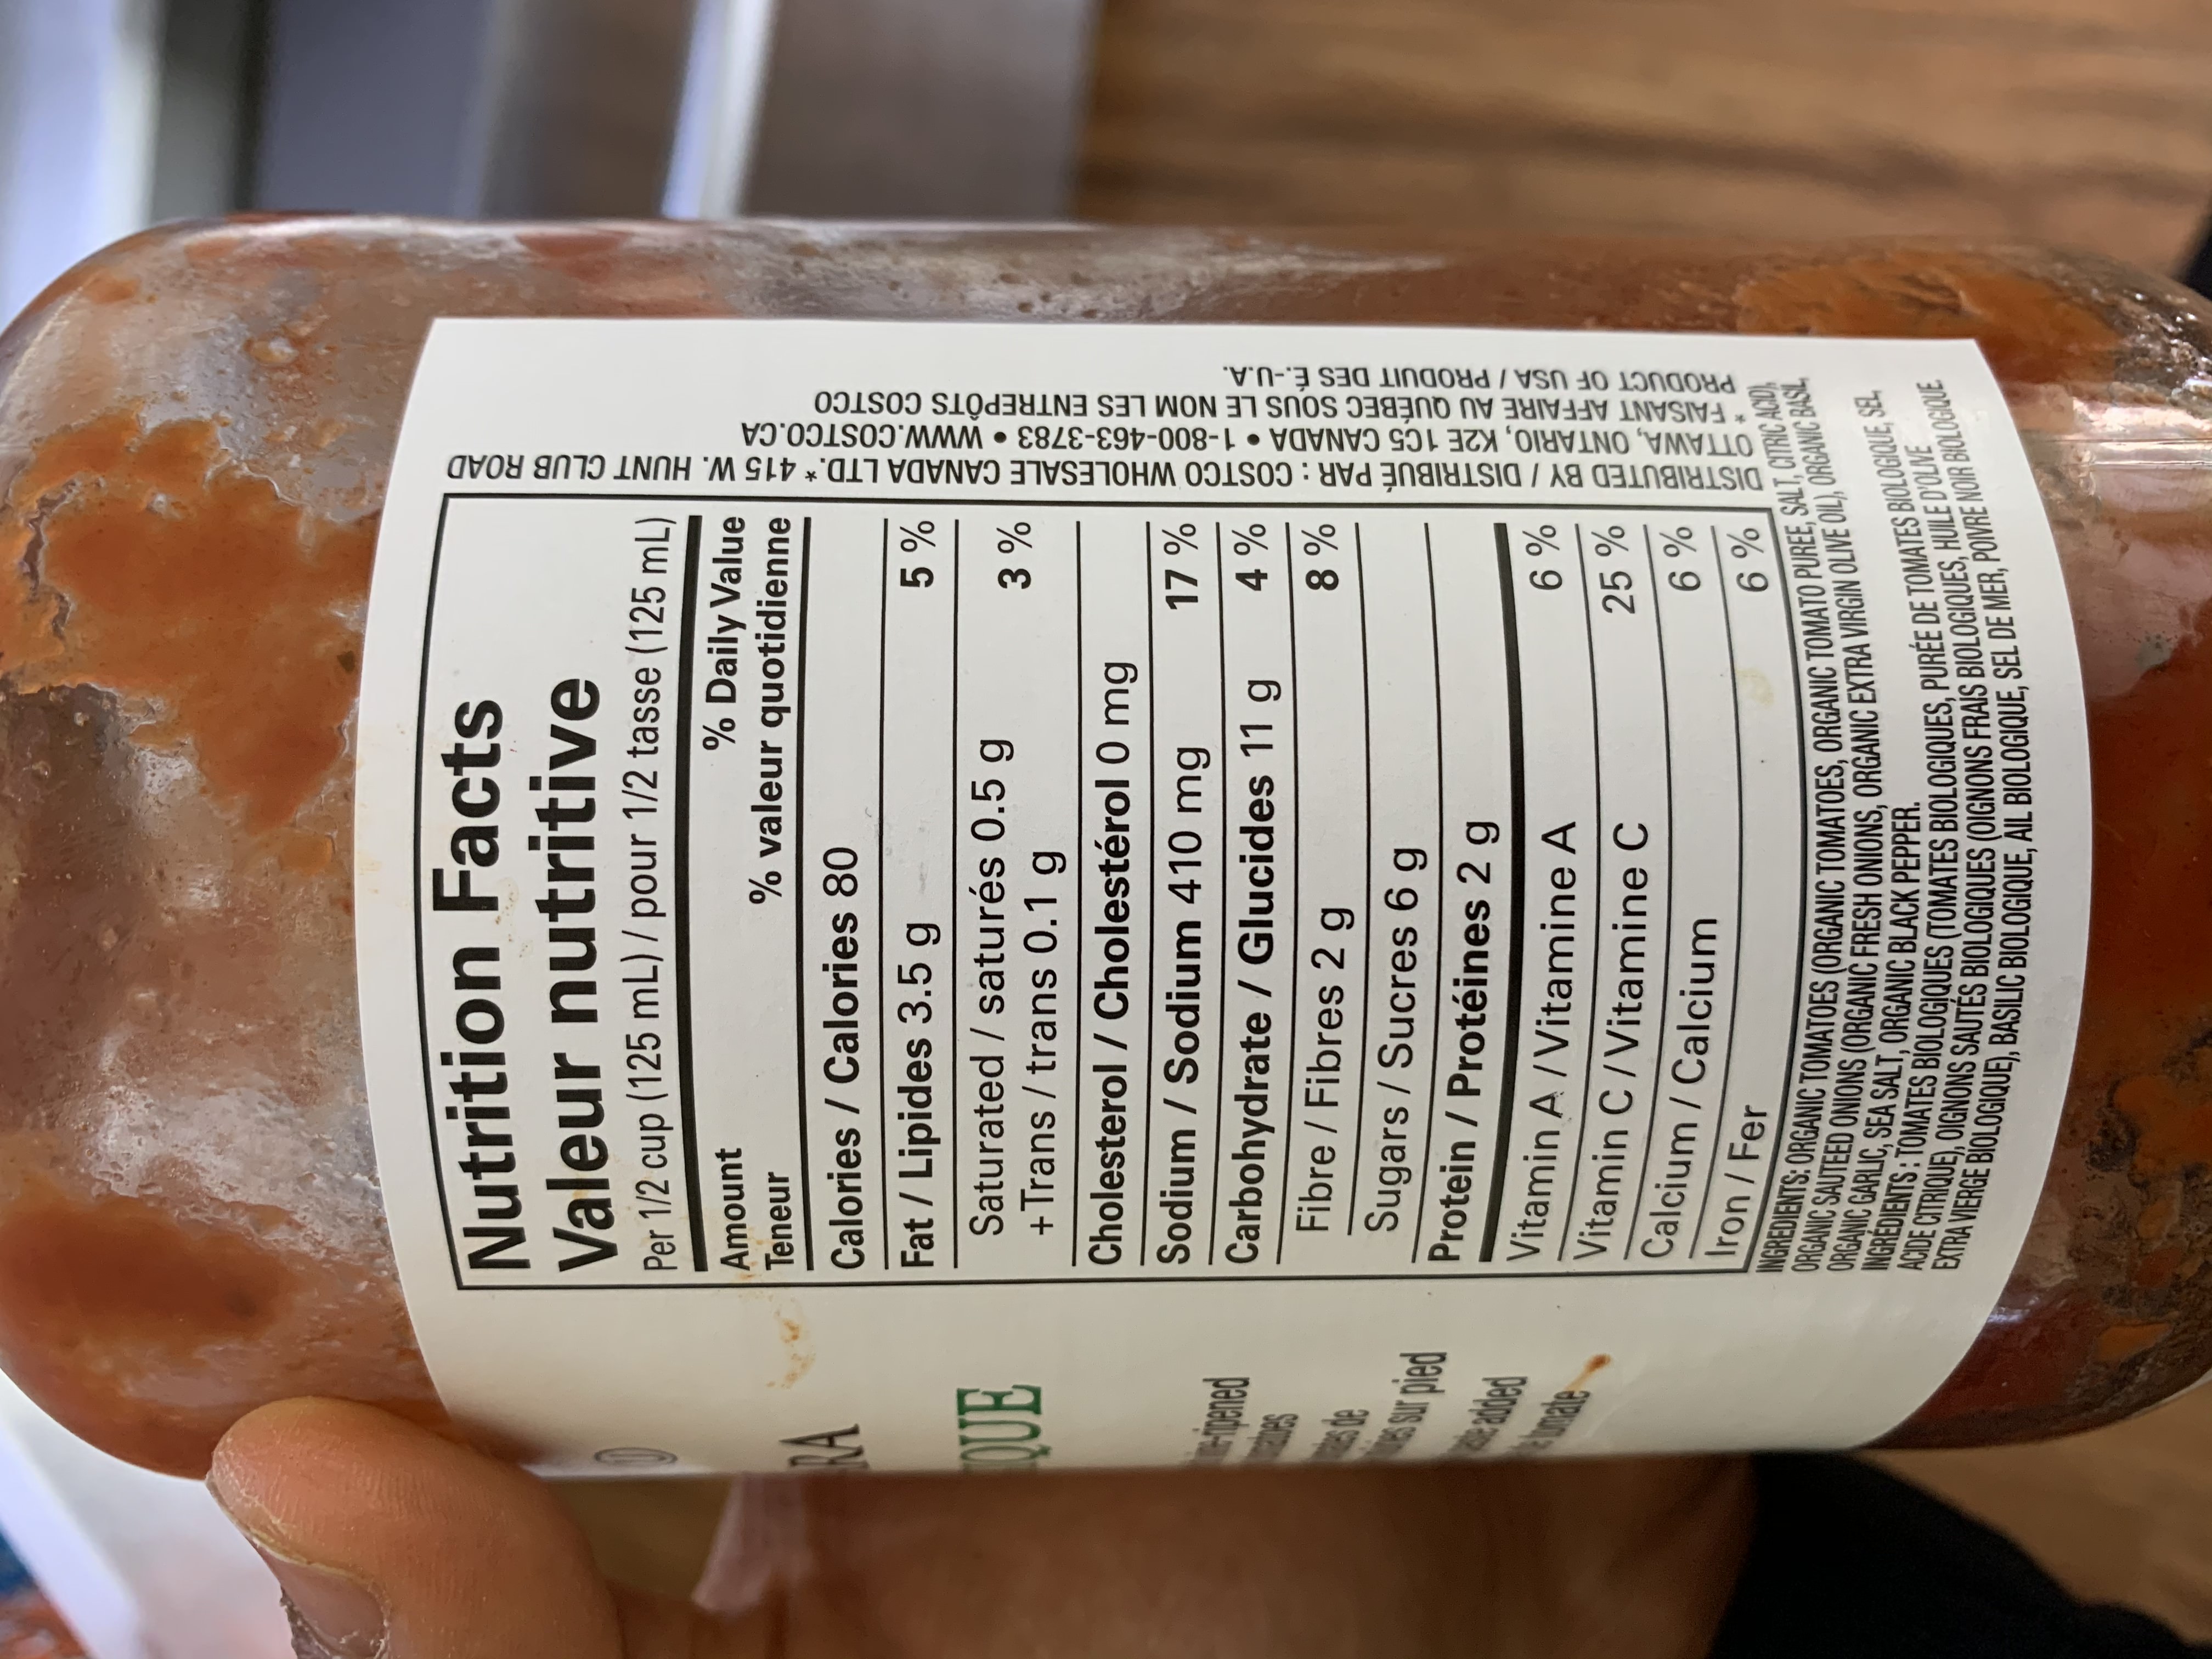 RA
QUE
ripened
sur pied
added
tomate
Nutrition Facts
Valeur nutritive
Per 1/2 cup (125 mL) / pour 1/2 tasse (125 mL)
Amount % Daily Value
Teneur % valeur quotidienne
Calories / Calories 80
Fat / Lipides 3.5 g 5 %
Saturated / saturés 0.5 g
+Trans / trans 0.1 g 3 %
Cholesterol / Cholestérol 0 mg
Sodium / Sodium 410 mg 17 %
Carbohydrate / Glucides 11 g 4 %
Fibre / Fibres 2 g 8 %
Sugars / Sucres 6 g
Protein / Protéines 2 g
Vitamin A / Vitamine A 6 %
Vitamin C / Vitamine C 25 %
Calcium / Calcium 6 %
Iron / Fer 6 %
INGREDIENTS: ORGANIC TOMATOES (ORGANIC TOMATOES, ORGANIC TOMATO PUREE, SALT, CITRIC ACID),
ORGANIC SAUTEED ONIONS (ORGANIC FRESH ONIONS, ORGANIC EXTRA VIRGIN OLIVE OIL), ORGANIC BASIL,
ORGANIC GARLIC, SEA SALT, ORGANIC BLACK PEPPER.
INGRÉDIENTS : TOMATES BIOLOGIQUES (TOMATES BIOLOGIQUES, PURÉE DE TOMATES BIOLOGIQUE, SEL,
ACIDE CITRIQUE), OIGNONS SAUTÉS BIOLOGIQUES (OIGNONS FRAIS BIOLOGIQUES, HUILE D'OLIVE
EXTRA VIERGE BIOLOGIQUE), BASILIC BIOLOGIQUE, AIL BIOLOGIQUE, SEL DE MER, POIVRE NOIR BIOLOGIQUE.
DISTRIBUTED BY / DISTRIBUÉ PAR : COSTCO WHOLESALE CANADA LTD.* 415 W. HUNT CLUB ROAD
OTTAWA, ONTARIO, K2E 1C5 CANADA • 1-800-463-3783 • WWW.COSTCO.CA
* FAISANT AFFAIRE AU QUÉBEC SOUS LE NOM LES ENTREPÔTS COSTCO
PRODUCT OF USA / PRODUIT DES É.-U.A.